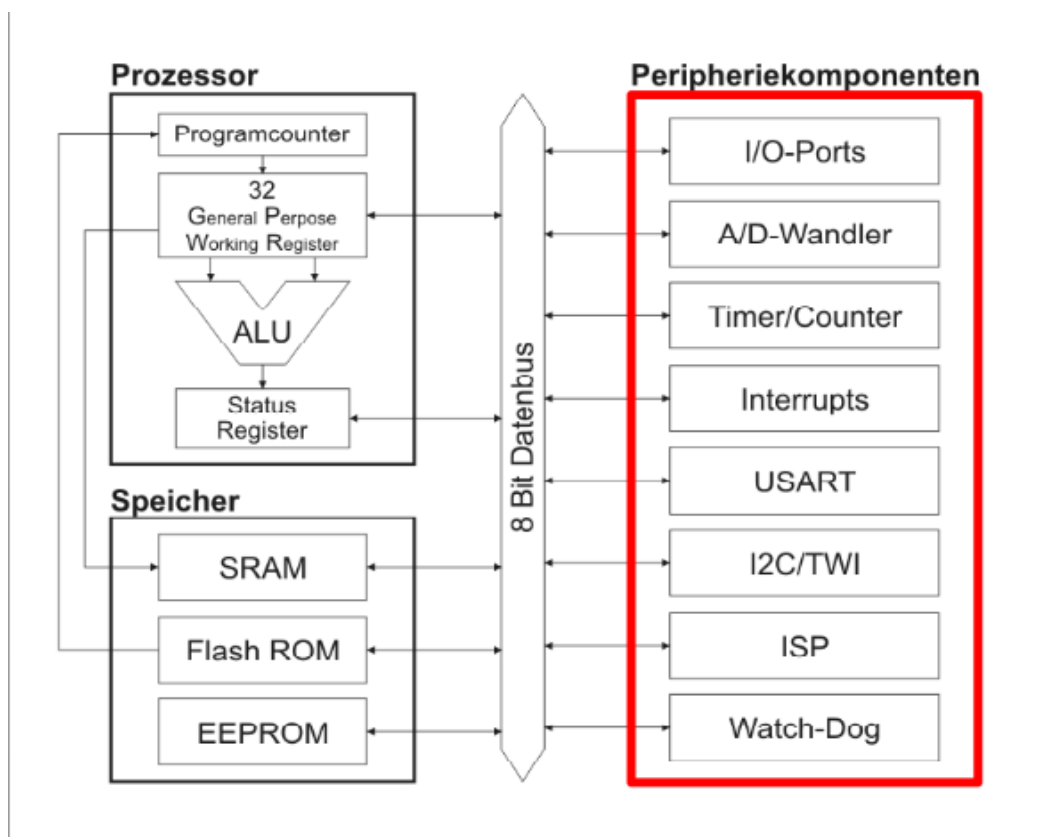 Prozessor
Programcounter
32
General Perpose
Working Register
ALU
Status
Register
Speicher
SRAM
Flash ROM
EEPROM
8 Bit Datenbus
Peripheriekomponenten
I/O-Ports
A/D-Wandler
Timer/Counter
Interrupts
USART
I2C/TWI
ISP
Watch-Dog